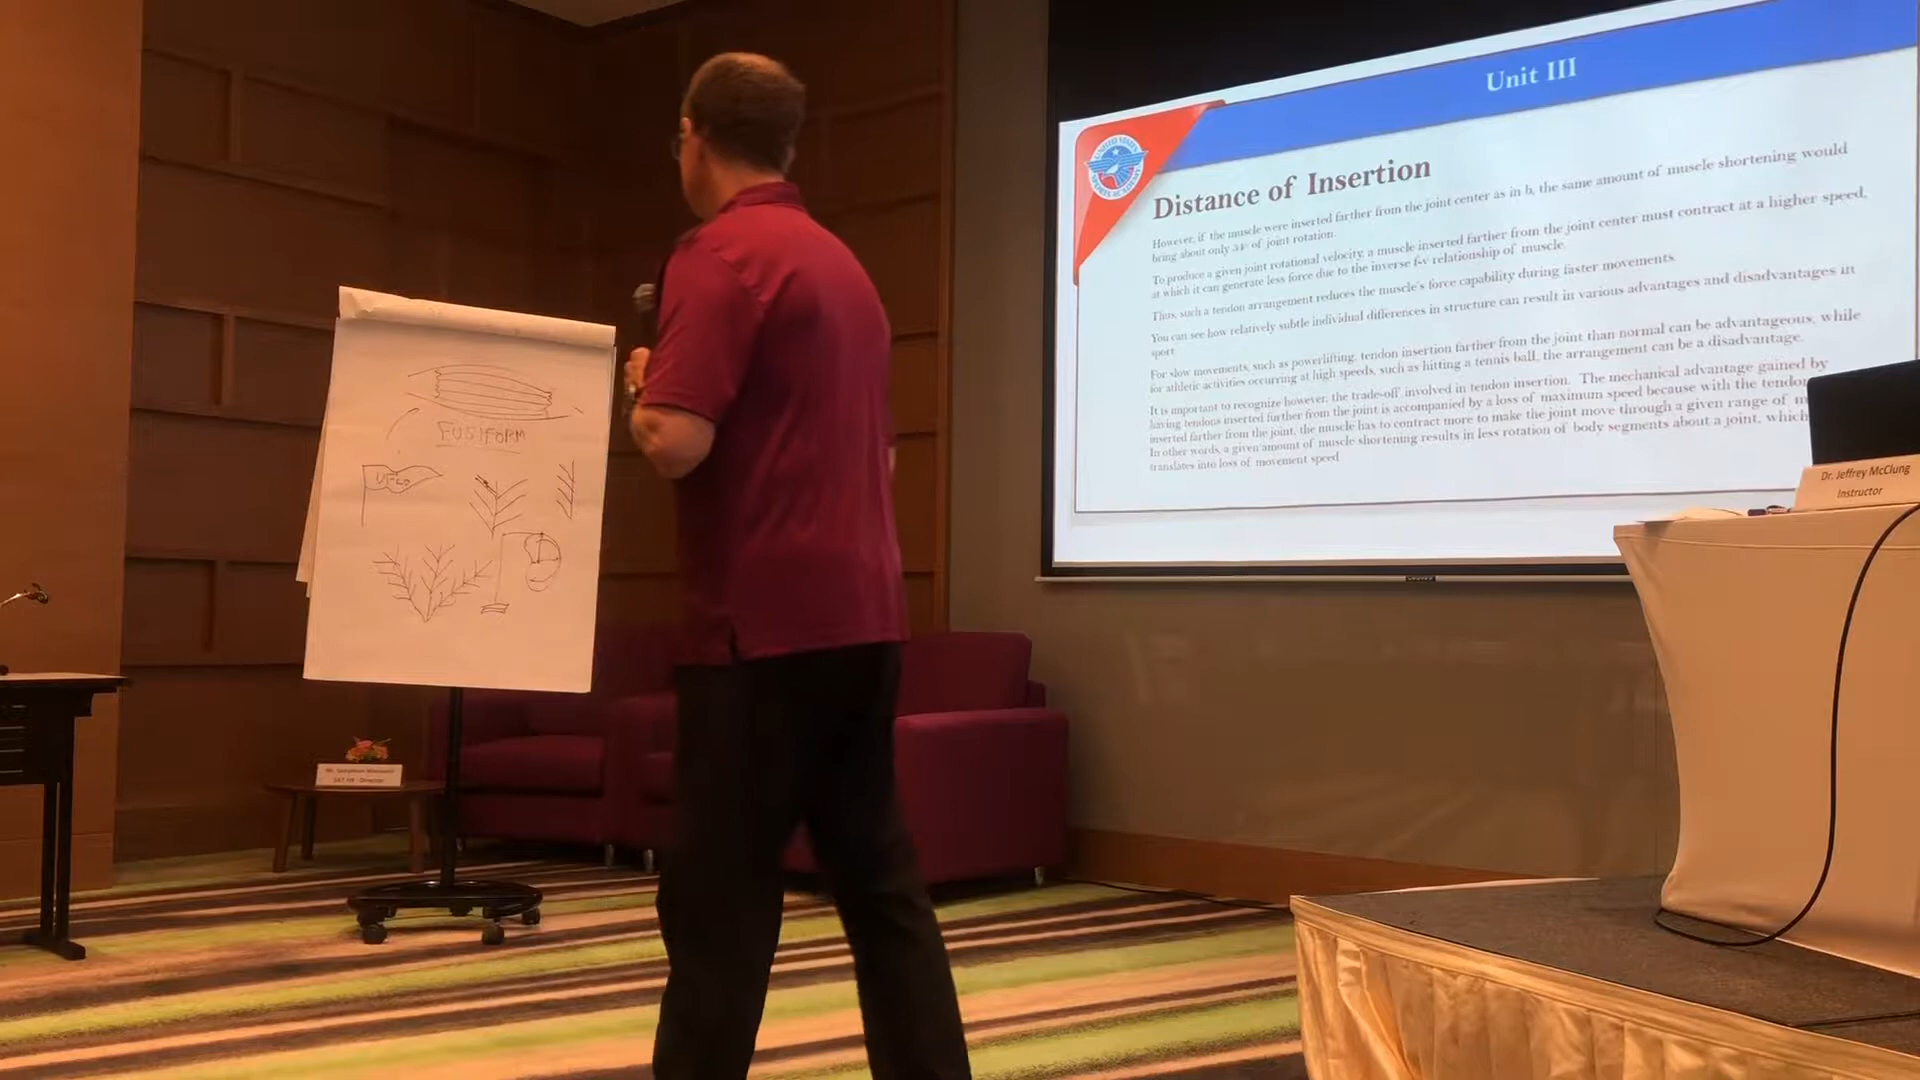 FUSIFORM
Unit III
UNITED STATES
SPORTS ACADEMY
Distance of Insertion
However, if the muscle were inserted farther from the joint center as in b, the same amount of muscle shortening would
bring about only 34° of joint rotation.
To produce a given joint rotational velocity, a muscle inserted farther from the joint center must contract at a higher speed,
at which it can generate less force due to the inverse f-v relationship of muscle.
Thus, such a tendon arrangement reduces the muscle's force capability during faster movements.
You can see how relatively subtle individual differences in structure can result in various advantages and disadvantages in
sport
For slow movements, such as powerlifting, tendon insertion farther from the joint than normal can be advantageous, while
for athletic activities occurring at high speeds, such as hitting a tennis ball, the arrangement can be a disadvantage.
It is important to recognize however, the trade-off involved in tendon insertion. The mechanical advantage gained by
having tendons inserted further from the joint is accompanied by a loss of maximum speed because with the tendon
inserted farther from the joint, the muscle has to contract more to make the joint move through a given range of
In other words, a given amount of muscle shortening results in less rotation of body segments about a joint, which
translates into loss of movement speed
Dr. Jeffrey McClung
Instructor